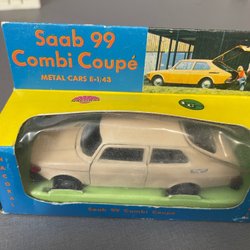 Saab 99
Combi Coupé
METAL CARS E=1/43
Saab 99 Combi Coupé